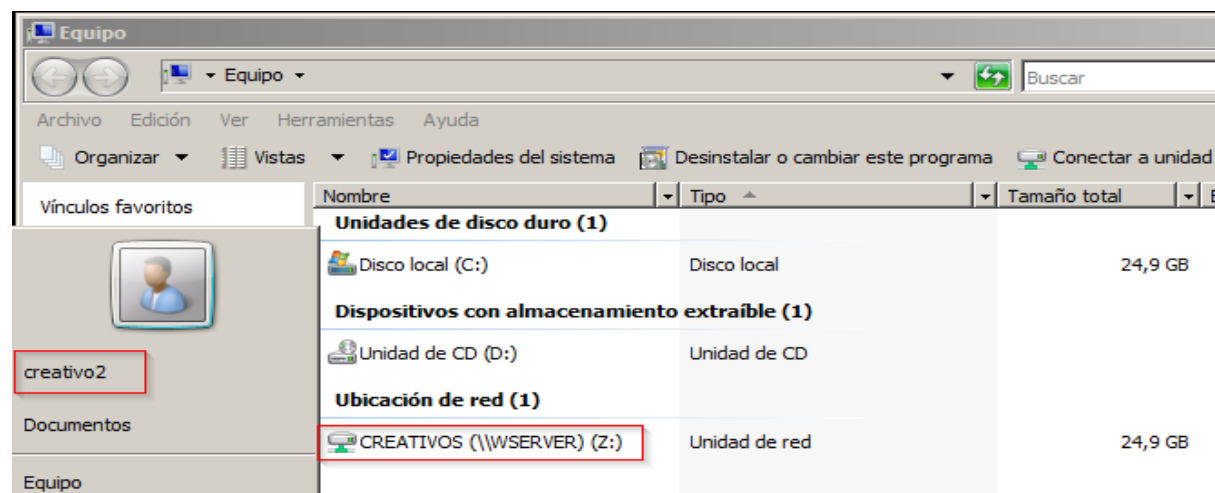 Equipo
Equipo
Buscar
Archivo Edición Ver Herramientas Ayuda
Organizar Vistas Propiedades del sistema Desinstalar o cambiar este programa Conectar a unidad
Vínculos favoritos
Nombre Tipo Tamaño total
Unidades de disco duro (1)
Disco local (C:) Disco local 24,9 GB
Dispositivos con almacenamiento extraíble (1)
Unidad de CD (D:) Unidad de CD
Ubicación de red (1)
CREATIVOS (\\WSERVER) (Z:) Unidad de red 24,9 GB
creativo2
Documentos
Equipo